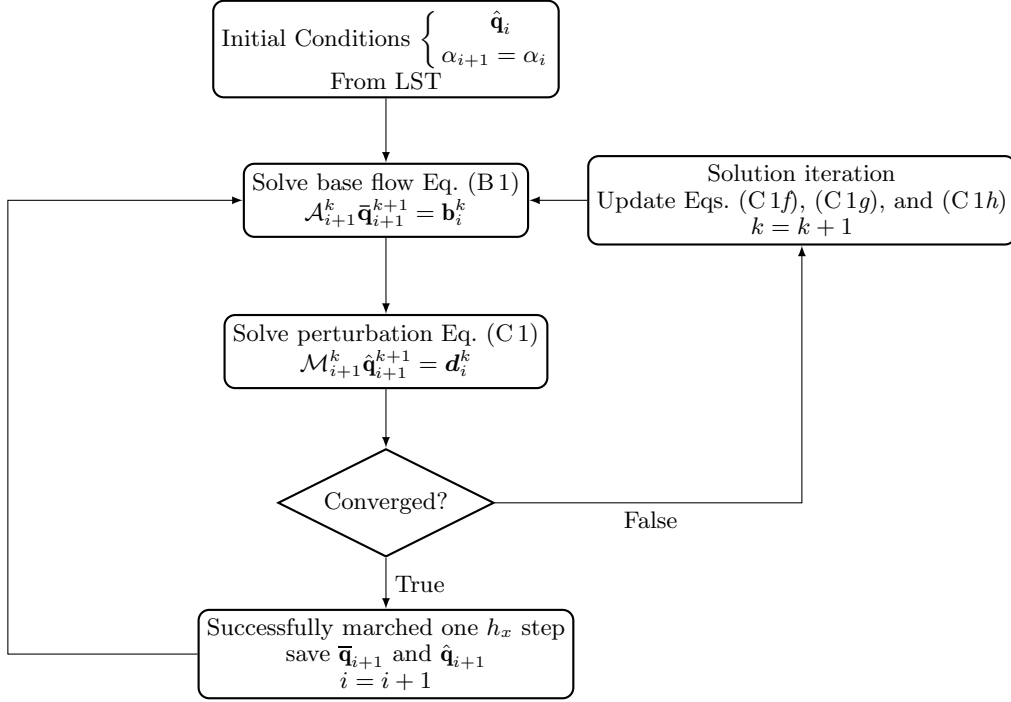 Initial Conditions { q̂_i
α_{i+1} = α_i
From LST
Solve base flow Eq. (B 1)
𝒜^k_{i+1} q̄^{k+1}_{i+1} = b^k_i
Solution iteration
Update Eqs. (C 1f), (C 1g), and (C 1h)
k = k + 1
Solve perturbation Eq. (C 1)
ℳ^k_{i+1} q̂^{k+1}_{i+1} = d^k_i
Converged?
False
True
Successfully marched one h_x step
save q̄_{i+1} and q̂_{i+1}
i = i + 1